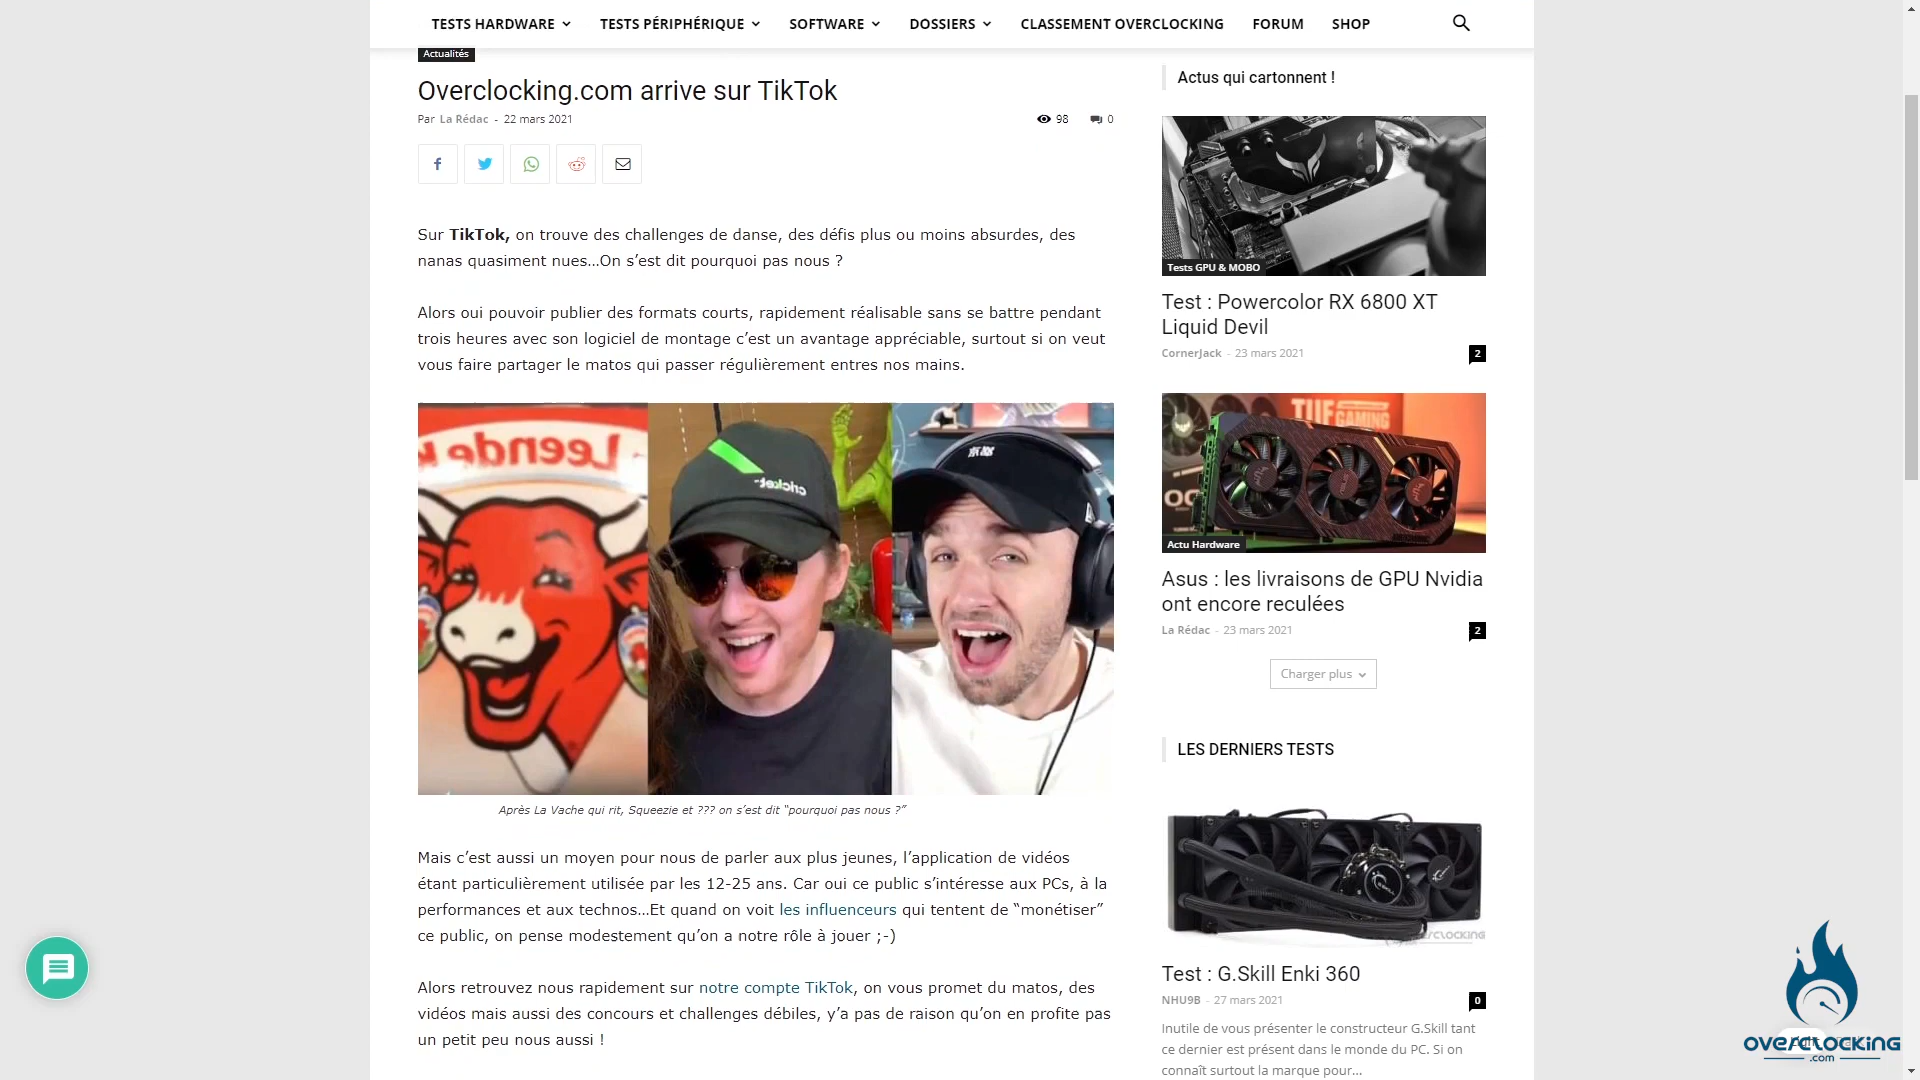 TESTS HARDWARE
TESTS PÉRIPHÉRIQUE
SOFTWARE
DOSSIERS
CLASSEMENT OVERCLOCKING
FORUM
SHOP
Actualités
Overclocking.com arrive sur TikTok
Par La Rédac - 22 mars 2021
98
0
Sur TikTok, on trouve des challenges de danse, des défis plus ou moins absurdes, des
nanas quasiment nues...On s'est dit pourquoi pas nous ?
Alors oui pouvoir publier des formats courts, rapidement réalisable sans se battre pendant
trois heures avec son logiciel de montage c'est un avantage appréciable, surtout si on veut
vous faire partager le matos qui passer régulièrement entres nos mains.
Leende k
cricket
Après La Vache qui rit, Squeezie et ??? on s'est dit “pourquoi pas nous ?”
Mais c'est aussi un moyen pour nous de parler aux plus jeunes, l'application de vidéos
étant particulièrement utilisée par les 12-25 ans. Car oui ce public s'intéresse aux PCs, à la
performances et aux technos...Et quand on voit les influenceurs qui tentent de “monétiser”
ce public, on pense modestement qu'on a notre rôle à jouer ;-)
Alors retrouvez nous rapidement sur notre compte TikTok, on vous promet du matos, des
vidéos mais aussi des concours et challenges débiles, y'a pas de raison qu'on en profite pas
un petit peu nous aussi !
Actus qui cartonnent !
Tests GPU & MOBO
Test : Powercolor RX 6800 XT
Liquid Devil
CornerJack - 23 mars 2021
2
TUF
GAMING
Actu Hardware
Asus : les livraisons de GPU Nvidia
ont encore reculées
La Rédac - 23 mars 2021
2
Charger plus
LES DERNIERS TESTS
Test : G.Skill Enki 360
NHU9B - 27 mars 2021
0
Inutile de vous présenter le constructeur G.Skill tant
ce dernier est présent dans le monde du PC. Si on
connaît surtout la marque pour...
OVERCLOCKING
.com